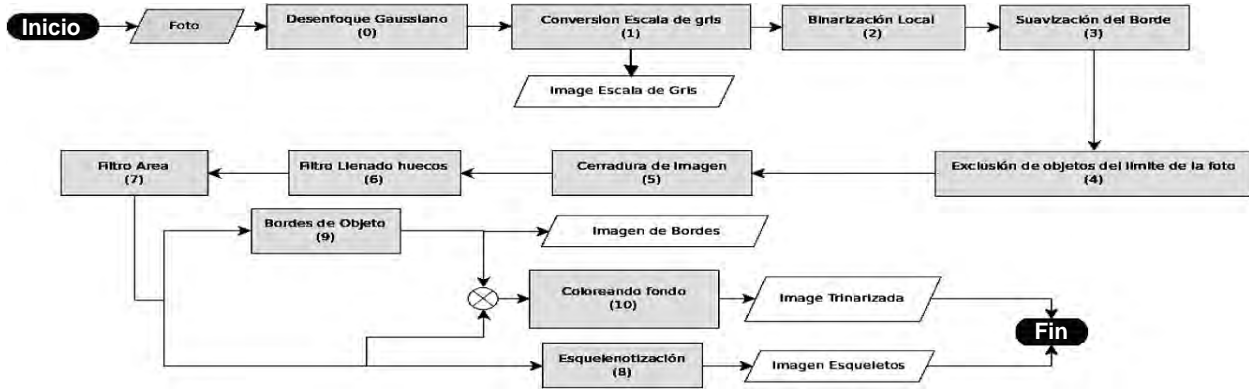 Inicio
Foto
Desenfoque Gaussiano
(0)
Conversion Escala de gris
(1)
Binarización Local
(2)
Suavización del Borde
(3)
Image Escala de Gris
Filtro Area
(7)
Filtro Llenado huecos
(6)
Cerradura de Imagen
(5)
Exclusión de objetos del limite de la foto
(4)
Bordes de Objeto
(9)
Imagen de Bordes
Coloreando fondo
(10)
Image Trinarizada
Fin
Esquelenotización
(8)
Imagen Esqueletos